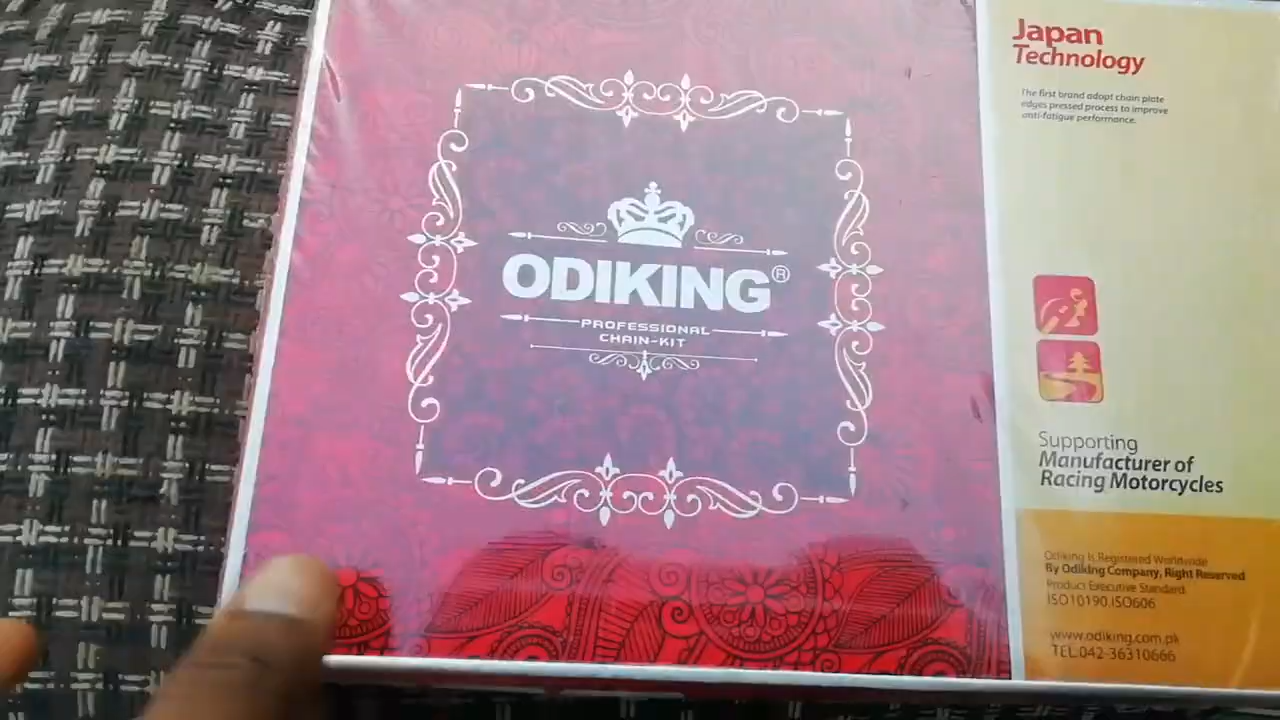 ODIKING®
PROFESSIONAL
CHAIN-KIT
Japan
Technology
The first brand adopt chain plate
edges pressed process to improve
anti-fatigue performance.
Supporting
Manufacturer of
Racing Motorcycles
Odiking Is Registered Worldwide
By Odiking Company, Right Reserved
Product Executive Standard:
ISO10190.ISO606
www.odiking.com.pk
TEL:042-36310666